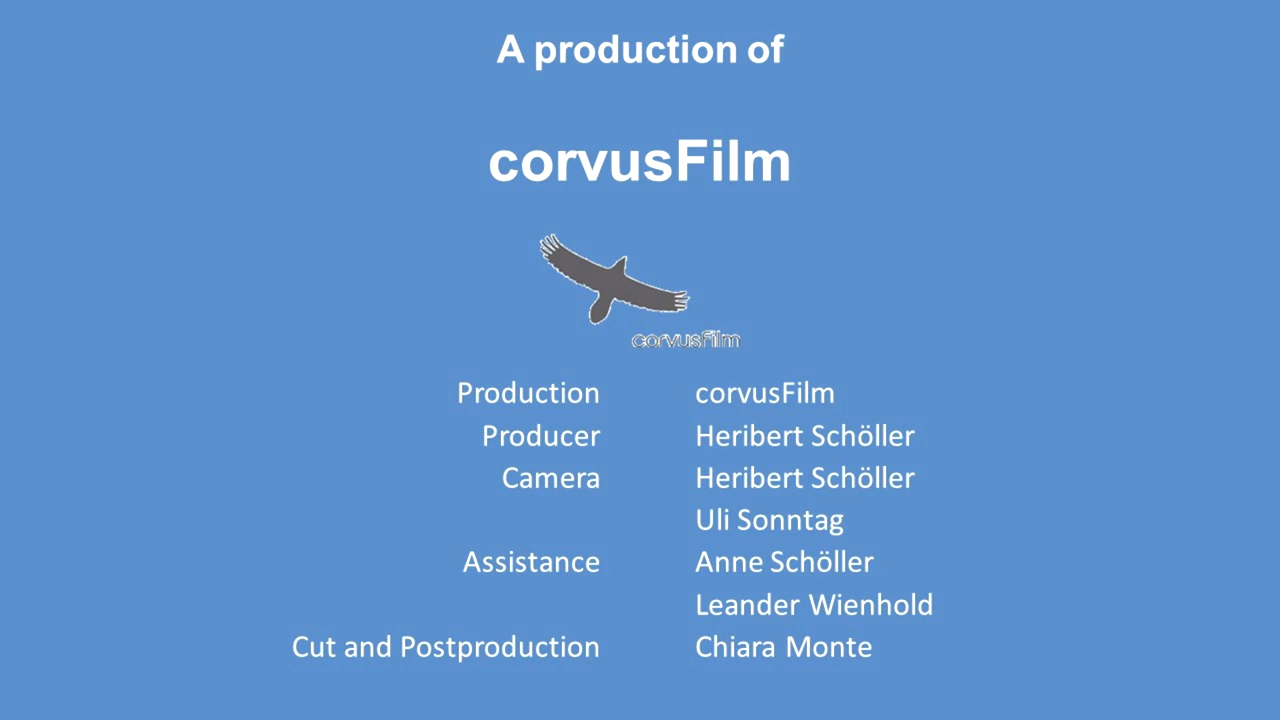 A production of
corvusFilm
corvusFilm
Production corvusFilm
Producer Heribert Schöller
Camera Heribert Schöller
Uli Sonntag
Assistance Anne Schöller
Leander Wienhold
Cut and Postproduction Chiara Monte